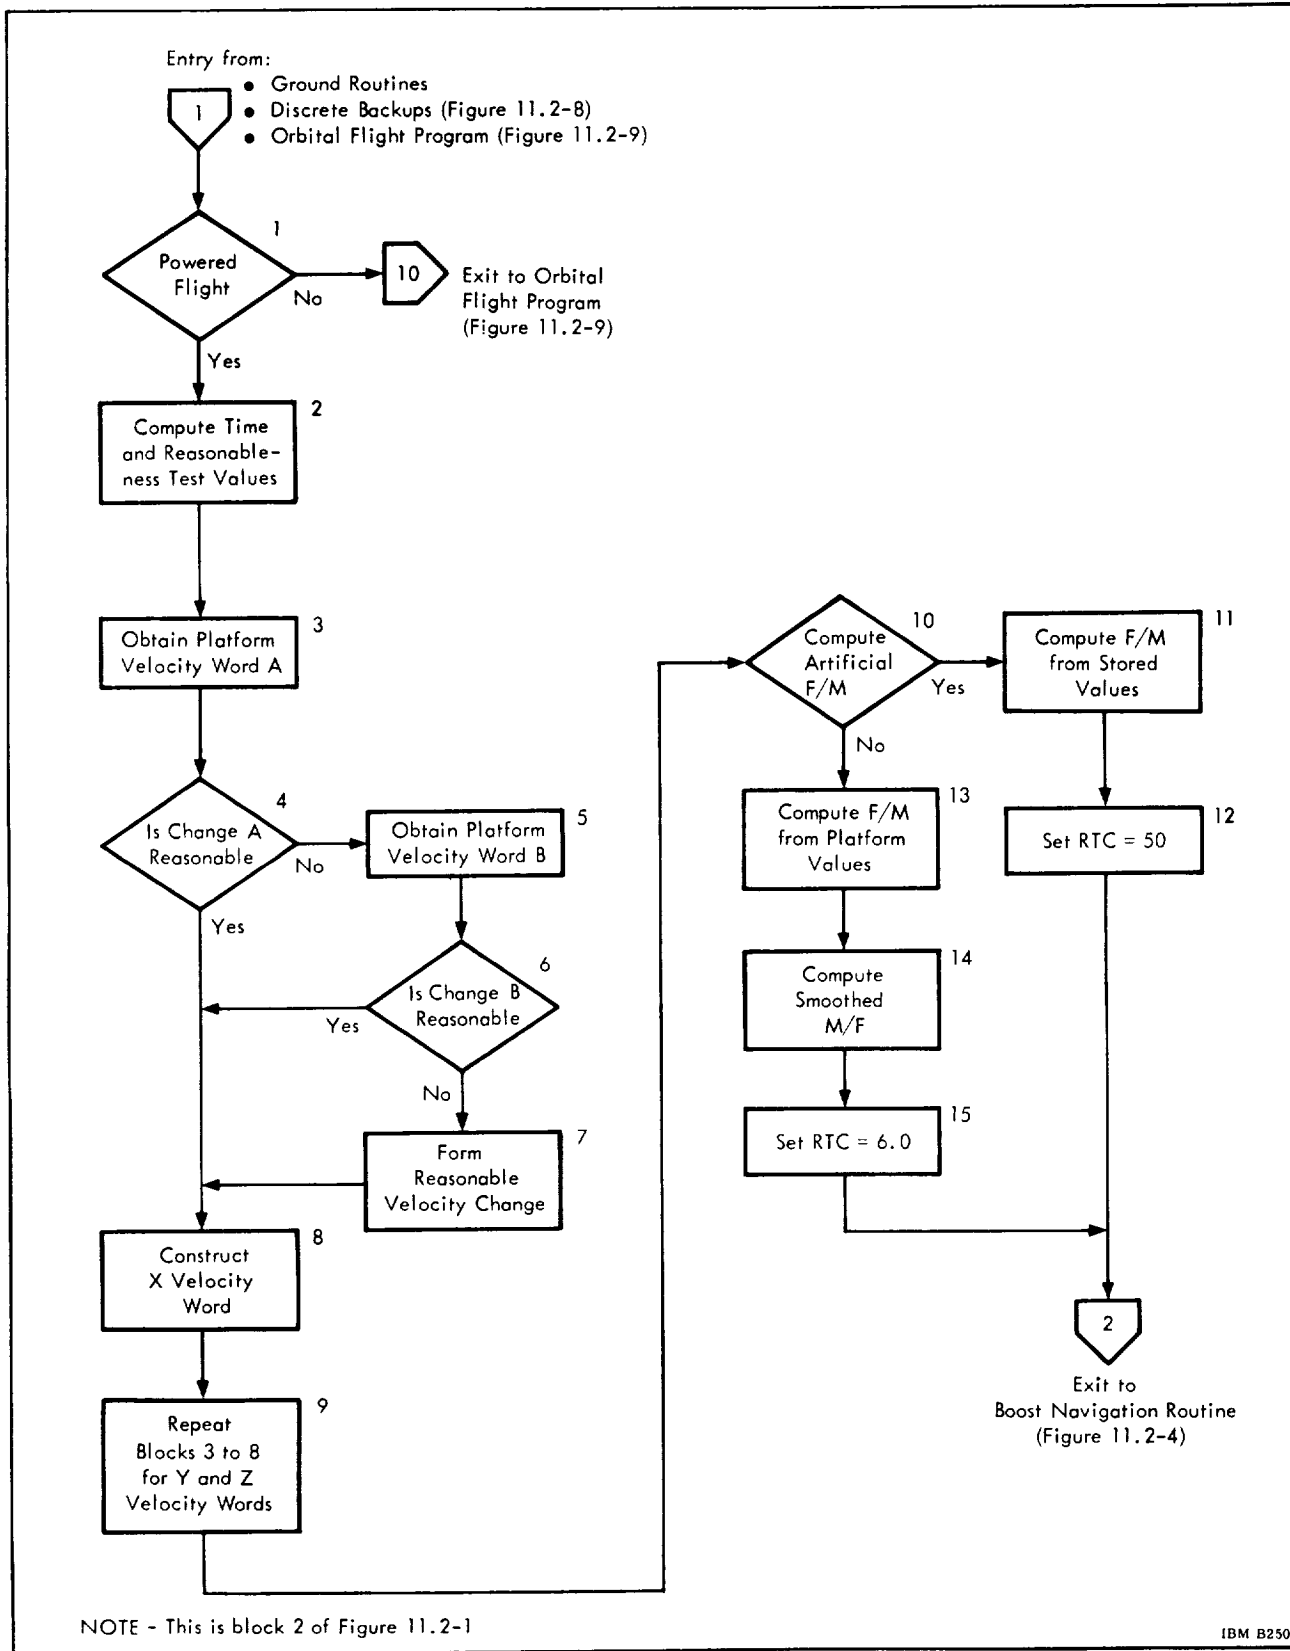 Entry from:
1
• Ground Routines
• Discrete Backups (Figure 11.2-8)
• Orbital Flight Program (Figure 11.2-9)
1
Powered
Flight
No
10
Exit to Orbital
Flight Program
(Figure 11.2-9)
Yes
2
Compute Time
and Reasonable-
ness Test Values
3
Obtain Platform
Velocity Word A
4
Is Change A
Reasonable
No
Yes
5
Obtain Platform
Velocity Word B
6
Is Change B
Reasonable
Yes
No
7
Form
Reasonable
Velocity Change
8
Construct
X Velocity
Word
9
Repeat
Blocks 3 to 8
for Y and Z
Velocity Words
10
Compute
Artificial
F/M
Yes
No
11
Compute F/M
from Stored
Values
12
Set RTC = 50
13
Compute F/M
from Platform
Values
14
Compute
Smoothed
M/F
15
Set RTC = 6.0
2
Exit to
Boost Navigation Routine
(Figure 11.2-4)
NOTE - This is block 2 of Figure 11.2-1
IBM B250